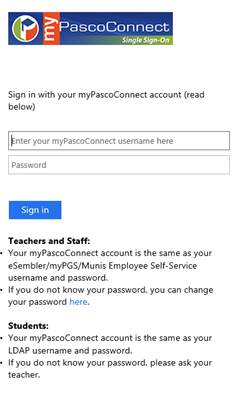 my PascoConnect
Single Sign-On
Sign in with your myPascoConnect account (read
below)
Enter your myPascoConnect username here
Password
Sign in
Teachers and Staff:
• Your myPascoConnect account is the same as your
eSembler/myPGS/Munis Employee Self-Service
username and password.
• If you do not know your password, you can change
your password here.
Students:
• Your myPascoConnect account is the same as your
LDAP username and password.
• If you do not know your password, please ask your
teacher.